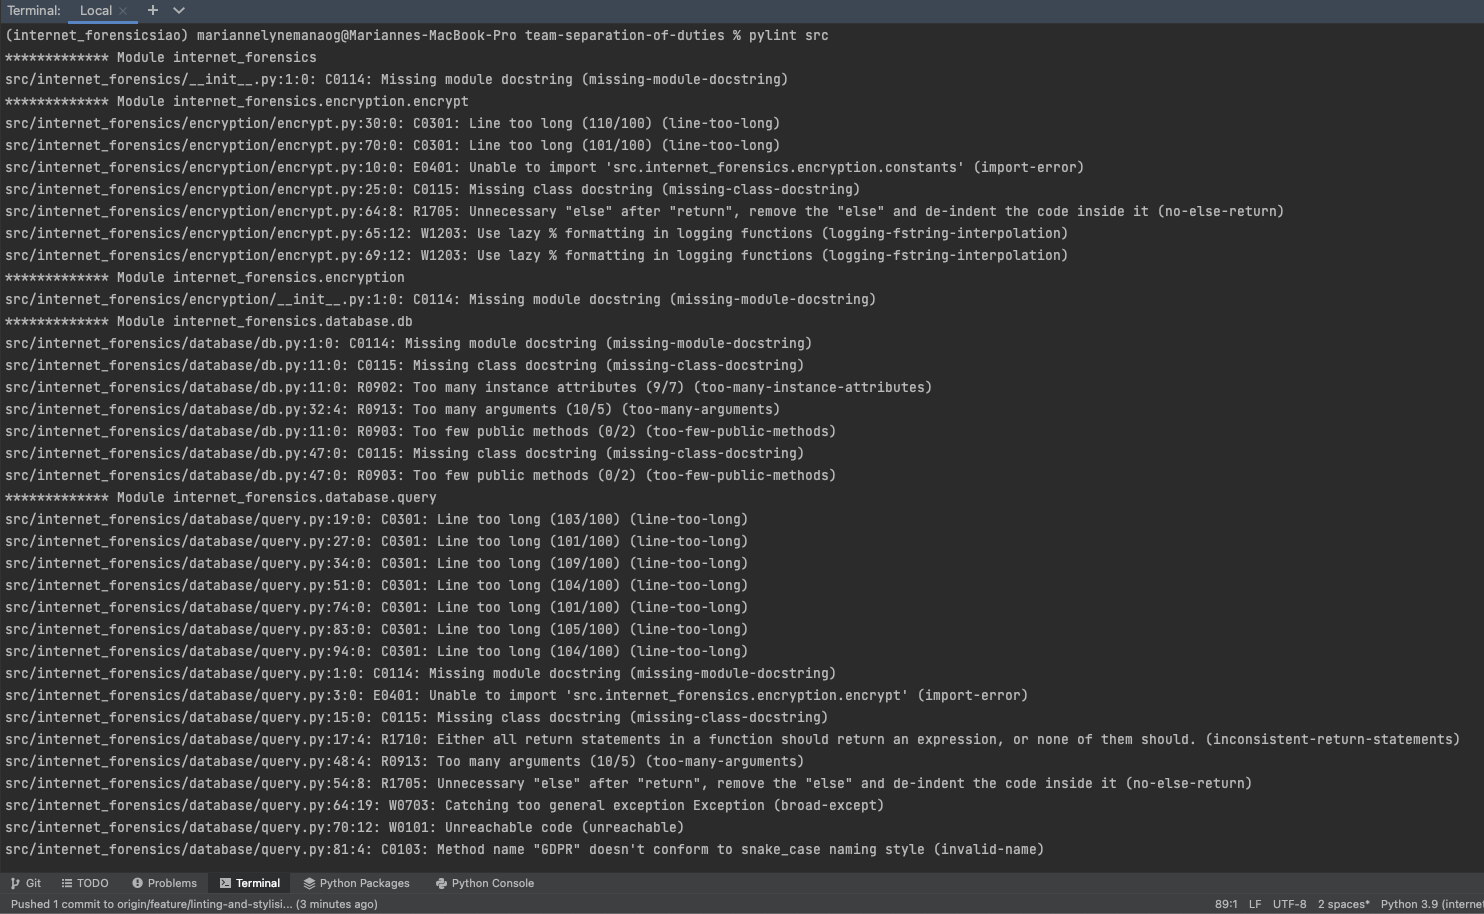 Terminal: Local × +
(internet_forensicsiao) mariannelynemanaog@Mariannes-MacBook-Pro team-separation-of-duties % pylint src
************* Module internet_forensics
src/internet_forensics/__init__.py:1:0: C0114: Missing module docstring (missing-module-docstring)
************* Module internet_forensics.encryption.encrypt
src/internet_forensics/encryption/encrypt.py:30:0: C0301: Line too long (110/100) (line-too-long)
src/internet_forensics/encryption/encrypt.py:70:0: C0301: Line too long (101/100) (line-too-long)
src/internet_forensics/encryption/encrypt.py:10:0: E0401: Unable to import 'src.internet_forensics.encryption.constants' (import-error)
src/internet_forensics/encryption/encrypt.py:25:0: C0115: Missing class docstring (missing-class-docstring)
src/internet_forensics/encryption/encrypt.py:64:8: R1705: Unnecessary "else" after "return", remove the "else" and de-indent the code inside it (no-else-return)
src/internet_forensics/encryption/encrypt.py:65:12: W1203: Use lazy % formatting in logging functions (logging-fstring-interpolation)
src/internet_forensics/encryption/encrypt.py:69:12: W1203: Use lazy % formatting in logging functions (logging-fstring-interpolation)
************* Module internet_forensics.encryption
src/internet_forensics/encryption/__init__.py:1:0: C0114: Missing module docstring (missing-module-docstring)
************* Module internet_forensics.database.db
src/internet_forensics/database/db.py:1:0: C0114: Missing module docstring (missing-module-docstring)
src/internet_forensics/database/db.py:11:0: C0115: Missing class docstring (missing-class-docstring)
src/internet_forensics/database/db.py:11:0: R0902: Too many instance attributes (9/7) (too-many-instance-attributes)
src/internet_forensics/database/db.py:32:4: R0913: Too many arguments (10/5) (too-many-arguments)
src/internet_forensics/database/db.py:11:0: R0903: Too few public methods (0/2) (too-few-public-methods)
src/internet_forensics/database/db.py:47:0: C0115: Missing class docstring (missing-class-docstring)
src/internet_forensics/database/db.py:47:0: R0903: Too few public methods (0/2) (too-few-public-methods)
************* Module internet_forensics.database.query
src/internet_forensics/database/query.py:19:0: C0301: Line too long (103/100) (line-too-long)
src/internet_forensics/database/query.py:27:0: C0301: Line too long (101/100) (line-too-long)
src/internet_forensics/database/query.py:34:0: C0301: Line too long (109/100) (line-too-long)
src/internet_forensics/database/query.py:51:0: C0301: Line too long (104/100) (line-too-long)
src/internet_forensics/database/query.py:74:0: C0301: Line too long (101/100) (line-too-long)
src/internet_forensics/database/query.py:83:0: C0301: Line too long (105/100) (line-too-long)
src/internet_forensics/database/query.py:94:0: C0301: Line too long (104/100) (line-too-long)
src/internet_forensics/database/query.py:1:0: C0114: Missing module docstring (missing-module-docstring)
src/internet_forensics/database/query.py:3:0: E0401: Unable to import 'src.internet_forensics.encryption.encrypt' (import-error)
src/internet_forensics/database/query.py:15:0: C0115: Missing class docstring (missing-class-docstring)
src/internet_forensics/database/query.py:17:4: R1710: Either all return statements in a function should return an expression, or none of them should. (inconsistent-return-statements)
src/internet_forensics/database/query.py:48:4: R0913: Too many arguments (10/5) (too-many-arguments)
src/internet_forensics/database/query.py:54:8: R1705: Unnecessary "else" after "return", remove the "else" and de-indent the code inside it (no-else-return)
src/internet_forensics/database/query.py:64:19: W0703: Catching too general exception Exception (broad-except)
src/internet_forensics/database/query.py:70:12: W0101: Unreachable code (unreachable)
src/internet_forensics/database/query.py:81:4: C0103: Method name "GDPR" doesn't conform to snake_case naming style (invalid-name)
Git TODO Problems Terminal Python Packages Python Console
Pushed 1 commit to origin/feature/linting-and-stylisi... (3 minutes ago) 89:1 LF UTF-8 2 spaces* Python 3.9 (interne